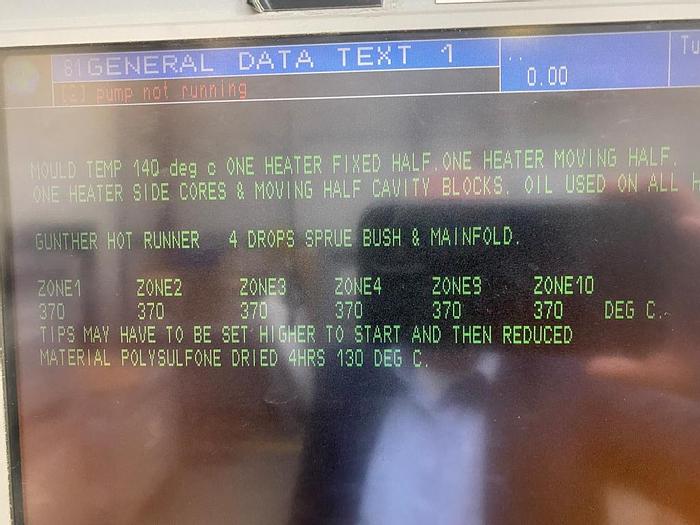 81GENERAL DATA TEXT 1
..
Tu
0.00
pump not running
MOULD TEMP 140 deg c ONE HEATER FIXED HALF.ONE HEATER MOVING HALF.
ONE HEATER SIDE CORES & MOVING HALF CAVITY BLOCKS. OIL USED ON ALL H
GUNTHER HOT RUNNER 4 DROPS SPRUE BUSH & MAINFOLD.
ZONE1 ZONE2 ZONE3 ZONE4 ZONE9 ZONE10
370 370 370 370 370 370 DEG C.
TIPS MAY HAVE TO BE SET HIGHER TO START AND THEN REDUCED
MATERIAL POLYSULFONE DRIED 4HRS 130 DEG C.